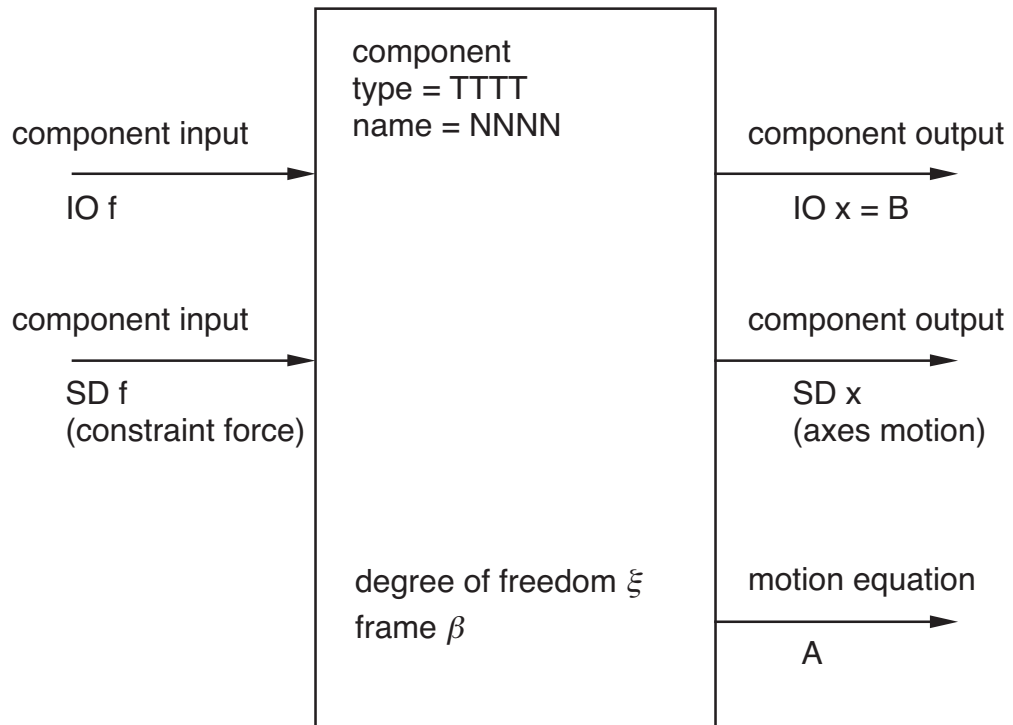 component
type = TTTT
name = NNNN
component input
IO f
component input
SD f
(constraint force)
component output
IO x = B
component output
SD x
(axes motion)
degree of freedom ξ
frame β
motion equation
A